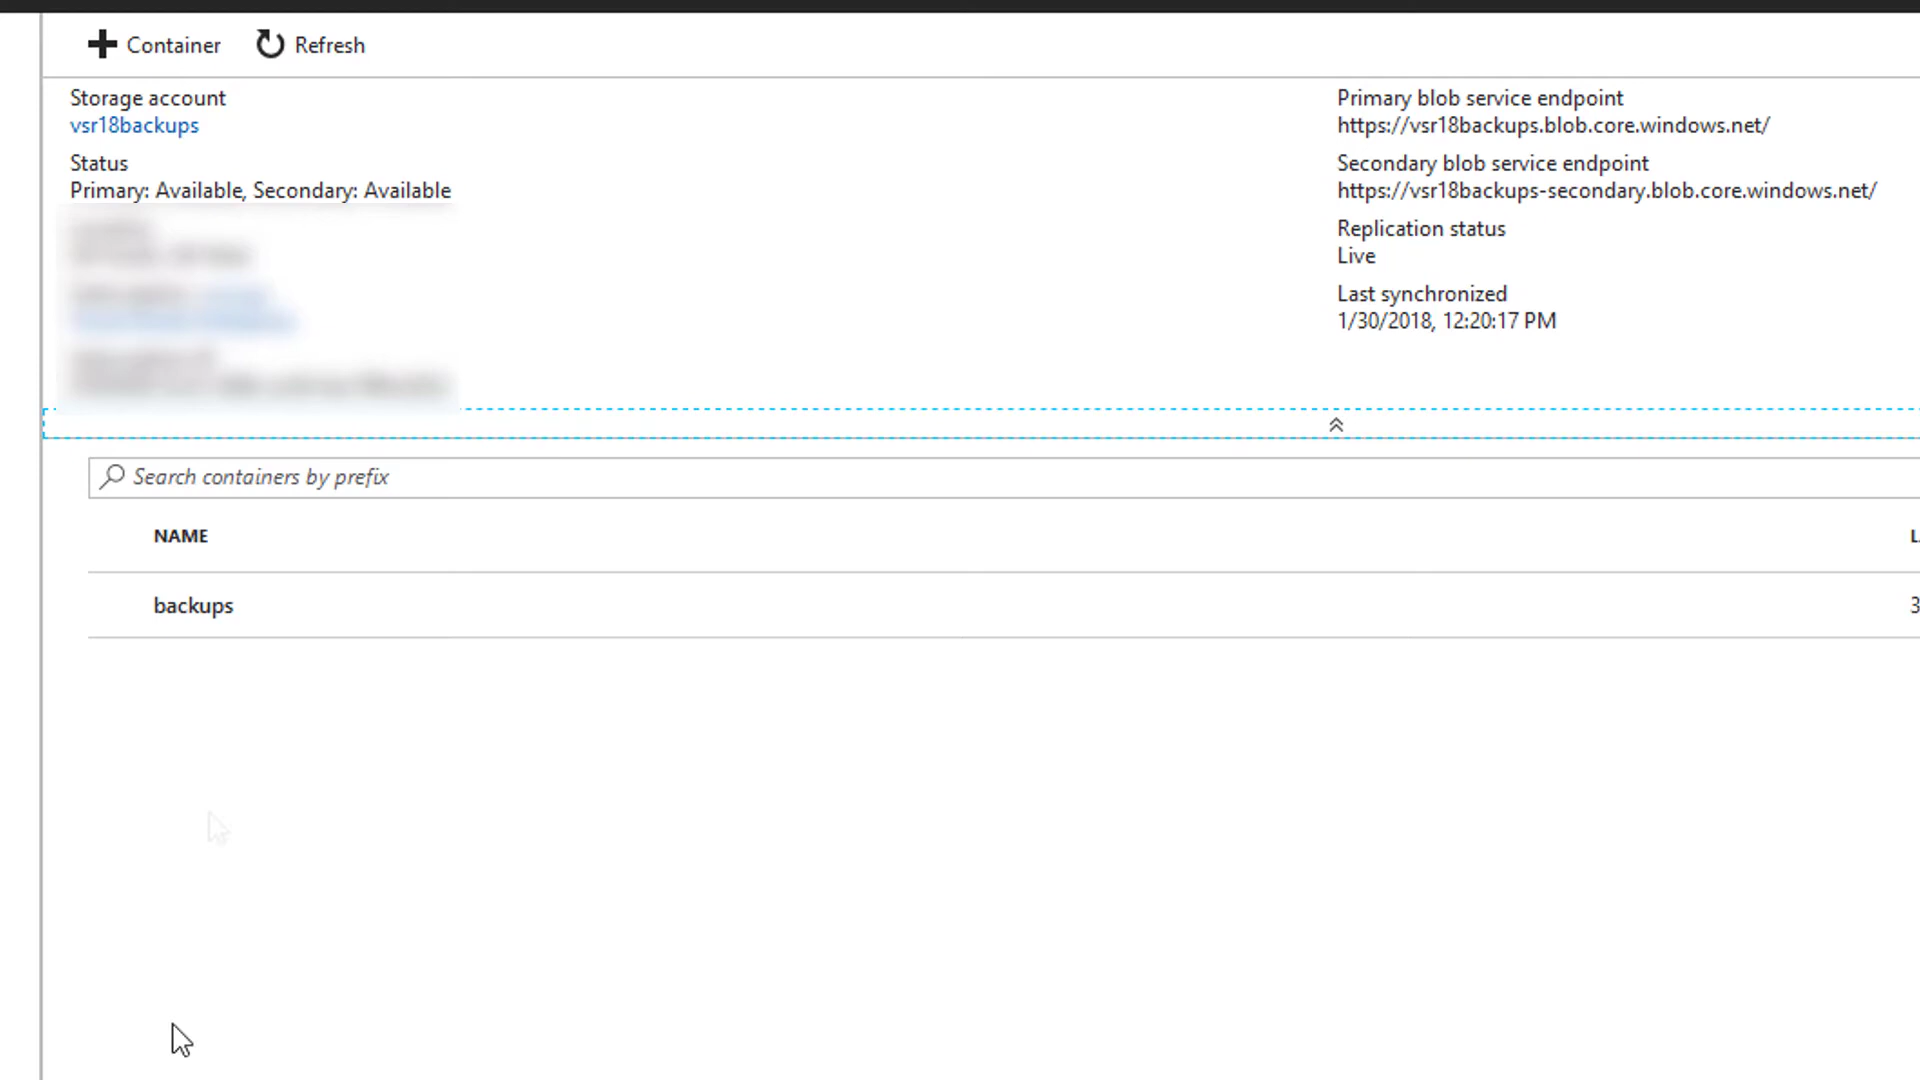 Container Refresh
Storage account
vsr18backups
Status
Primary: Available, Secondary: Available
Primary blob service endpoint
https://vsr18backups.blob.core.windows.net/
Secondary blob service endpoint
https://vsr18backups-secondary.blob.core.windows.net/
Replication status
Live
Last synchronized
1/30/2018, 12:20:17 PM
Search containers by prefix
NAME
backups